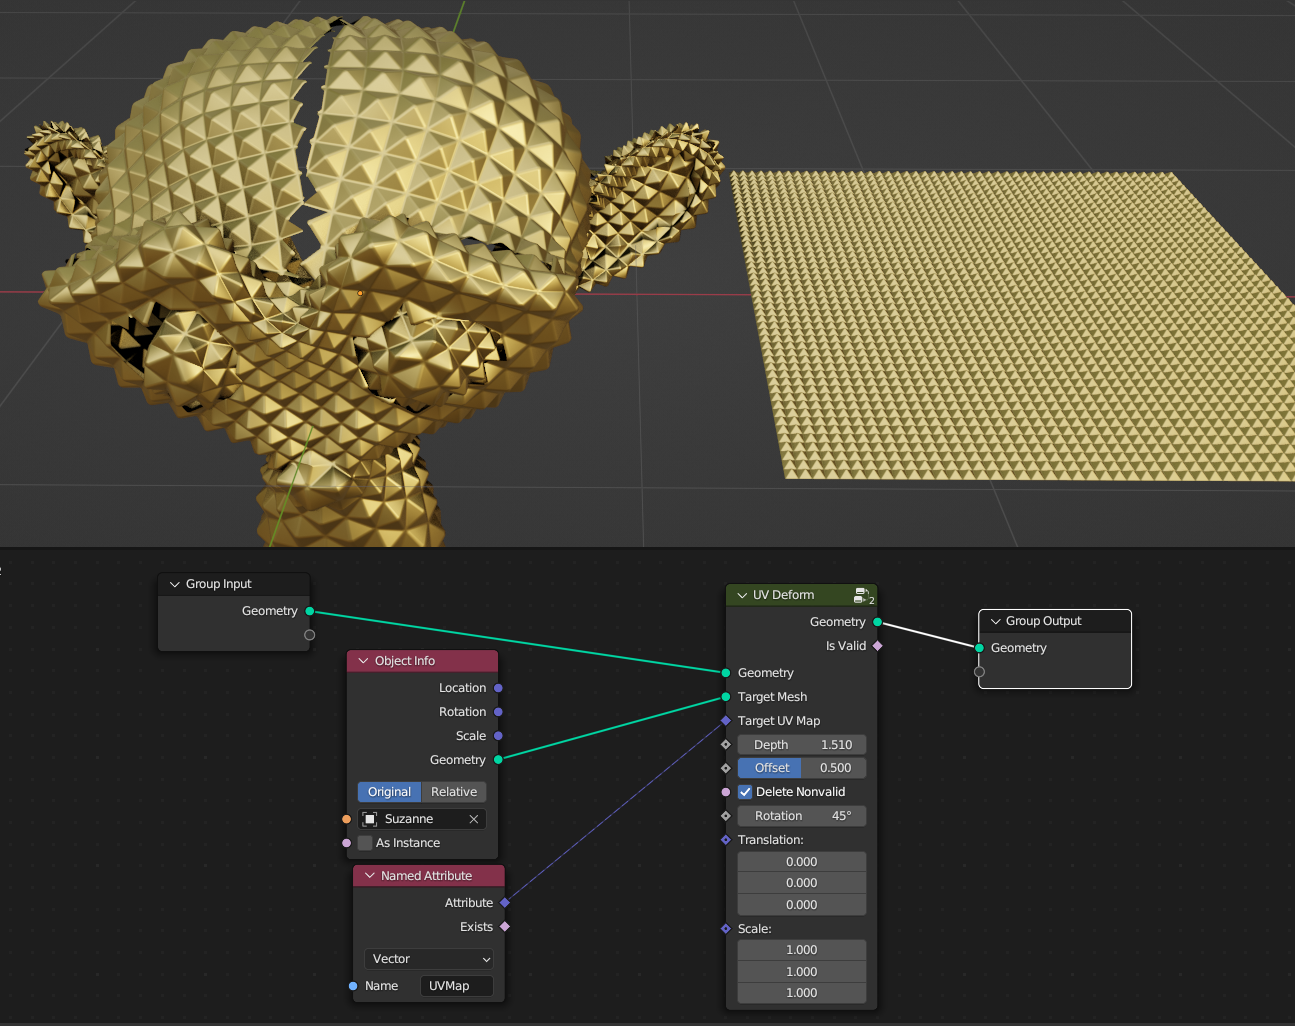 Group Input
Geometry
Object Info
Location
Rotation
Scale
Geometry
Original Relative
Suzanne
As Instance
Named Attribute
Attribute
Exists
Vector
Name UVMap
UV Deform 2
Geometry
Is Valid
Geometry
Target Mesh
Target UV Map
Depth 1.510
Offset 0.500
Delete Nonvalid
Rotation 45°
Translation:
0.000
0.000
0.000
Scale:
1.000
1.000
1.000
Group Output
Geometry